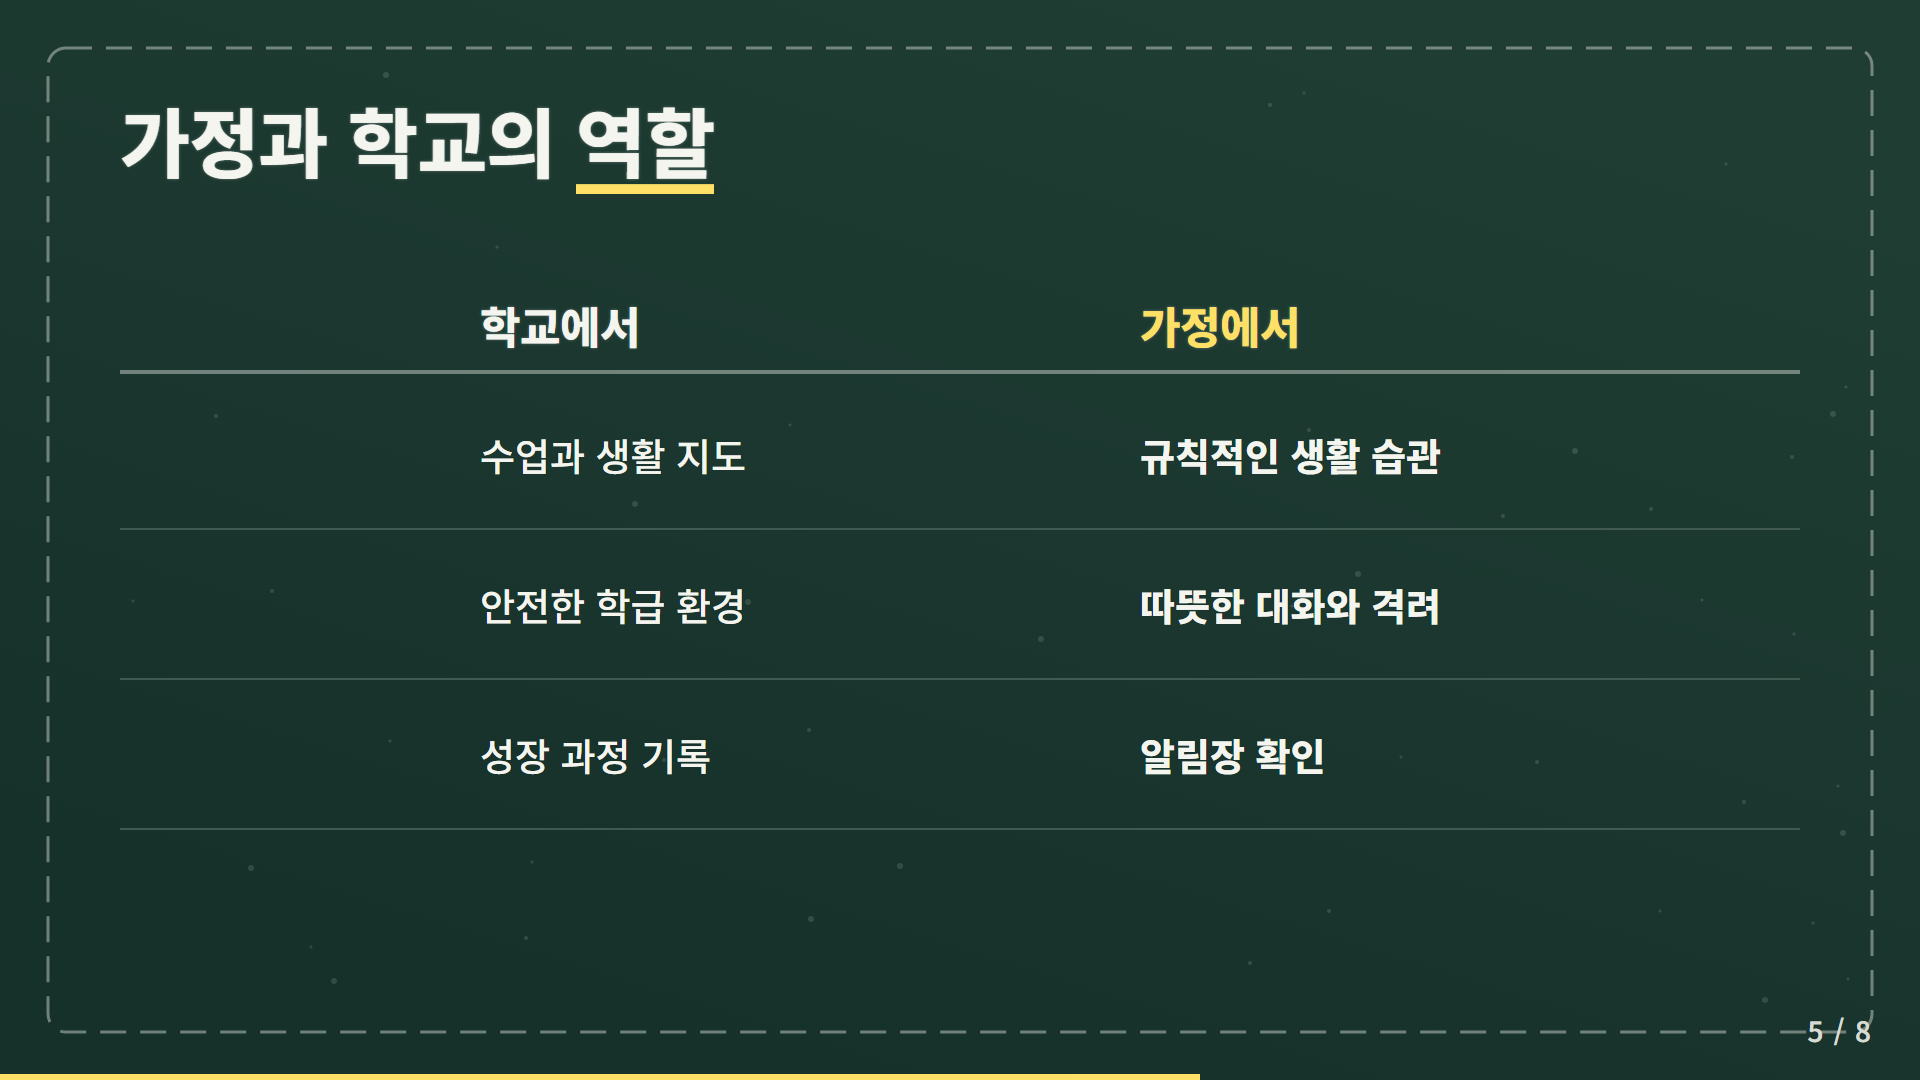 가정과 학교의 역할
학교에서 가정에서
수업과 생활 지도 규칙적인 생활 습관
안전한 학급 환경 따뜻한 대화와 격려
성장 과정 기록 알림장 확인
5 / 8